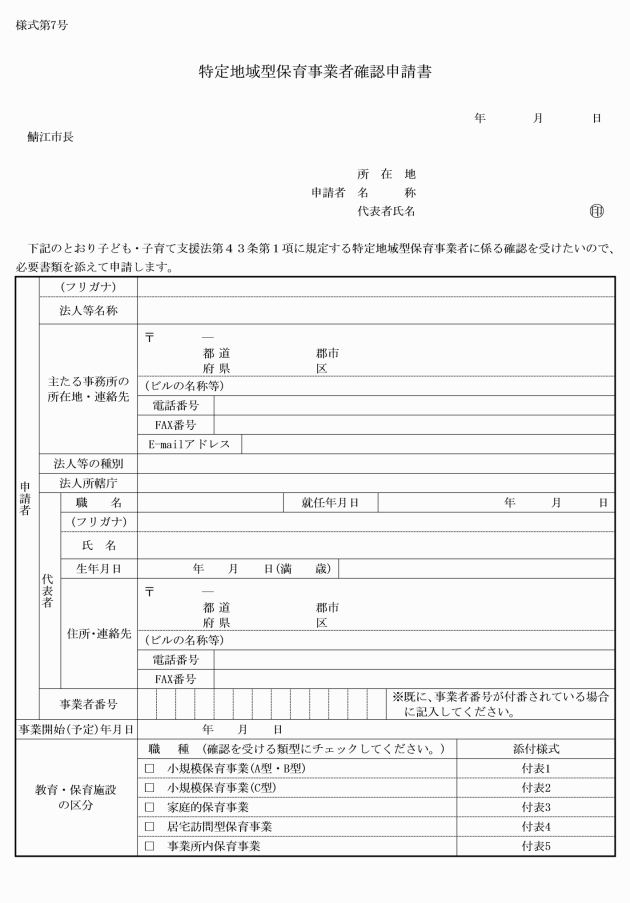 様式第7号
特定地域型保育事業者確認申請書
年　　月　　日
鯖江市長
所　在　地
申請者　名　　称
代表者氏名　㊞
下記のとおり子ども・子育て支援法第４３条第１項に規定する特定地域型保育事業者に係る確認を受けたいので、
必要書類を添えて申請します。
申請者
(フリガナ)
法人等名称
主たる事務所の
所在地・連絡先
〒　　―
都 道　　郡市
府 県　　区
(ビルの名称等)
電話番号
FAX番号
E-mailアドレス
法人等の種別
法人所轄庁
代表者
職　名　　就任年月日　　年　　月　　日
(フリガナ)
氏　名
生年月日　　年　　月　　日(満　　歳)
住所・連絡先
〒　　―
都 道　　郡市
府 県　　区
(ビルの名称等)
電話番号
FAX番号
事業者番号
※既に、事業者番号が付番されている場合
に記入してください。
事業開始(予定)年月日　　年　　月　　日
教育・保育施設
の区分
職　種　(確認を受ける類型にチェックしてください。)　添付様式
□　小規模保育事業(A型・B型)　付表1
□　小規模保育事業(C型)　付表2
□　家庭的保育事業　付表3
□　居宅訪問型保育事業　付表4
□　事業所内保育事業　付表5